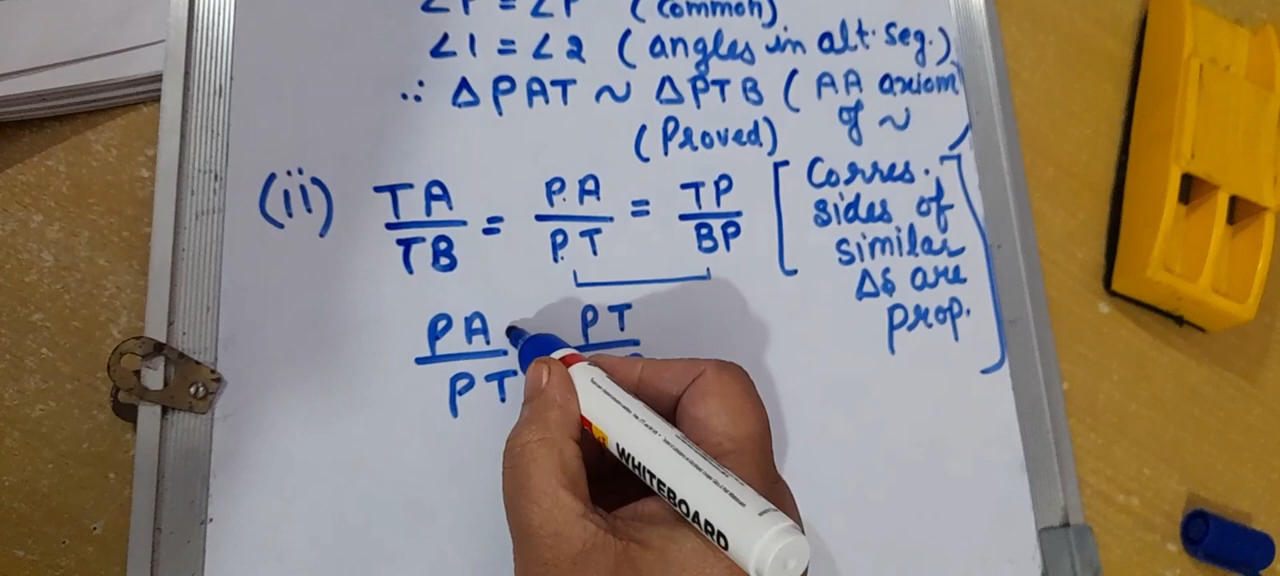 ∠P = ∠P (common)
∠1 = ∠2 (angles in alt. seg.)
∴ ΔPAT ~ ΔPTB (AA axiom of ~
(Proved)
(ii) TA/TB = PA/PT = TP/BP [Corres. sides of similar Δs are prop.]
PA/PT PT
WHITEBOARD